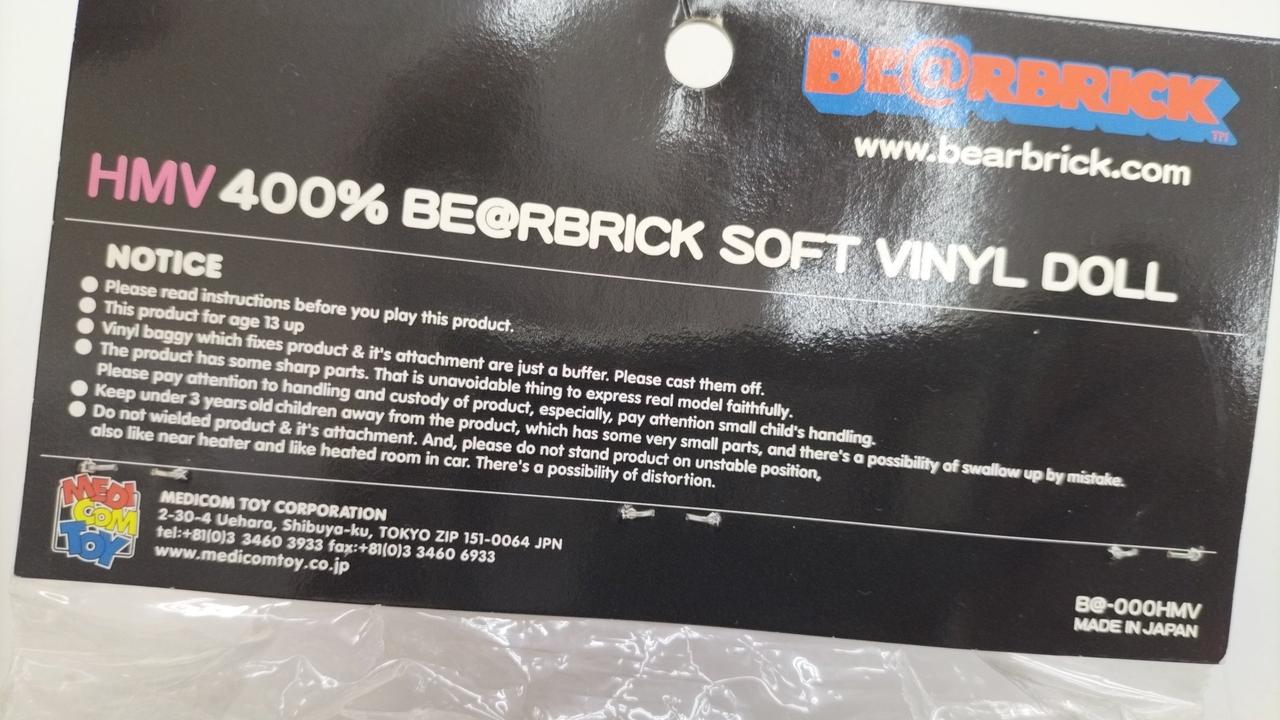 BE@RBRICK TM
www.bearbrick.com
HMV 400% BE@RBRICK SOFT VINYL DOLL
NOTICE
● Please read instructions before you play this product.
● This product for age 13 up
● Vinyl baggy which fixes product & it's attachment are just a buffer. Please cast them off.
● The product has some sharp parts. That is unavoidable thing to express real model faithfully.
Please pay attention to handling and custody of product, especially, pay attention small child's handling.
● Keep under 3 years old children away from the product, which has some very small parts, and there's a possibility of swallow up by mistake.
● Do not wielded product & it's attachment. And, please do not stand product on unstable position,
also like near heater and like heated room in car. There's a possibility of distortion.
MEDI
COM
TOY
MEDICOM TOY CORPORATION
2-30-4 Uehara, Shibuya-ku, TOKYO ZIP 151-0064 JPN
tel:+81(0)3 3460 3933 fax:+81(0)3 3460 6933
www.medicomtoy.co.jp
B@-000HMV
MADE IN JAPAN